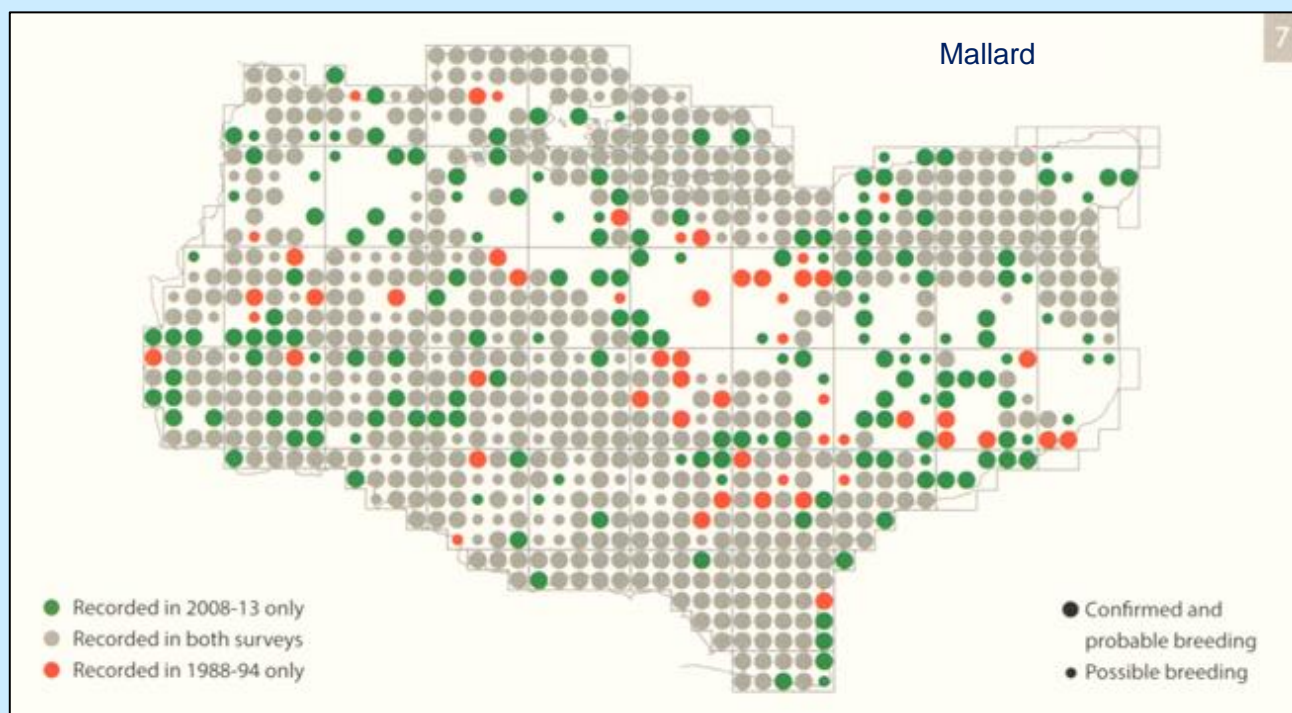 Mallard
7
Recorded in 2008-13 only
Recorded in both surveys
Recorded in 1988-94 only
Confirmed and
probable breeding
Possible breeding